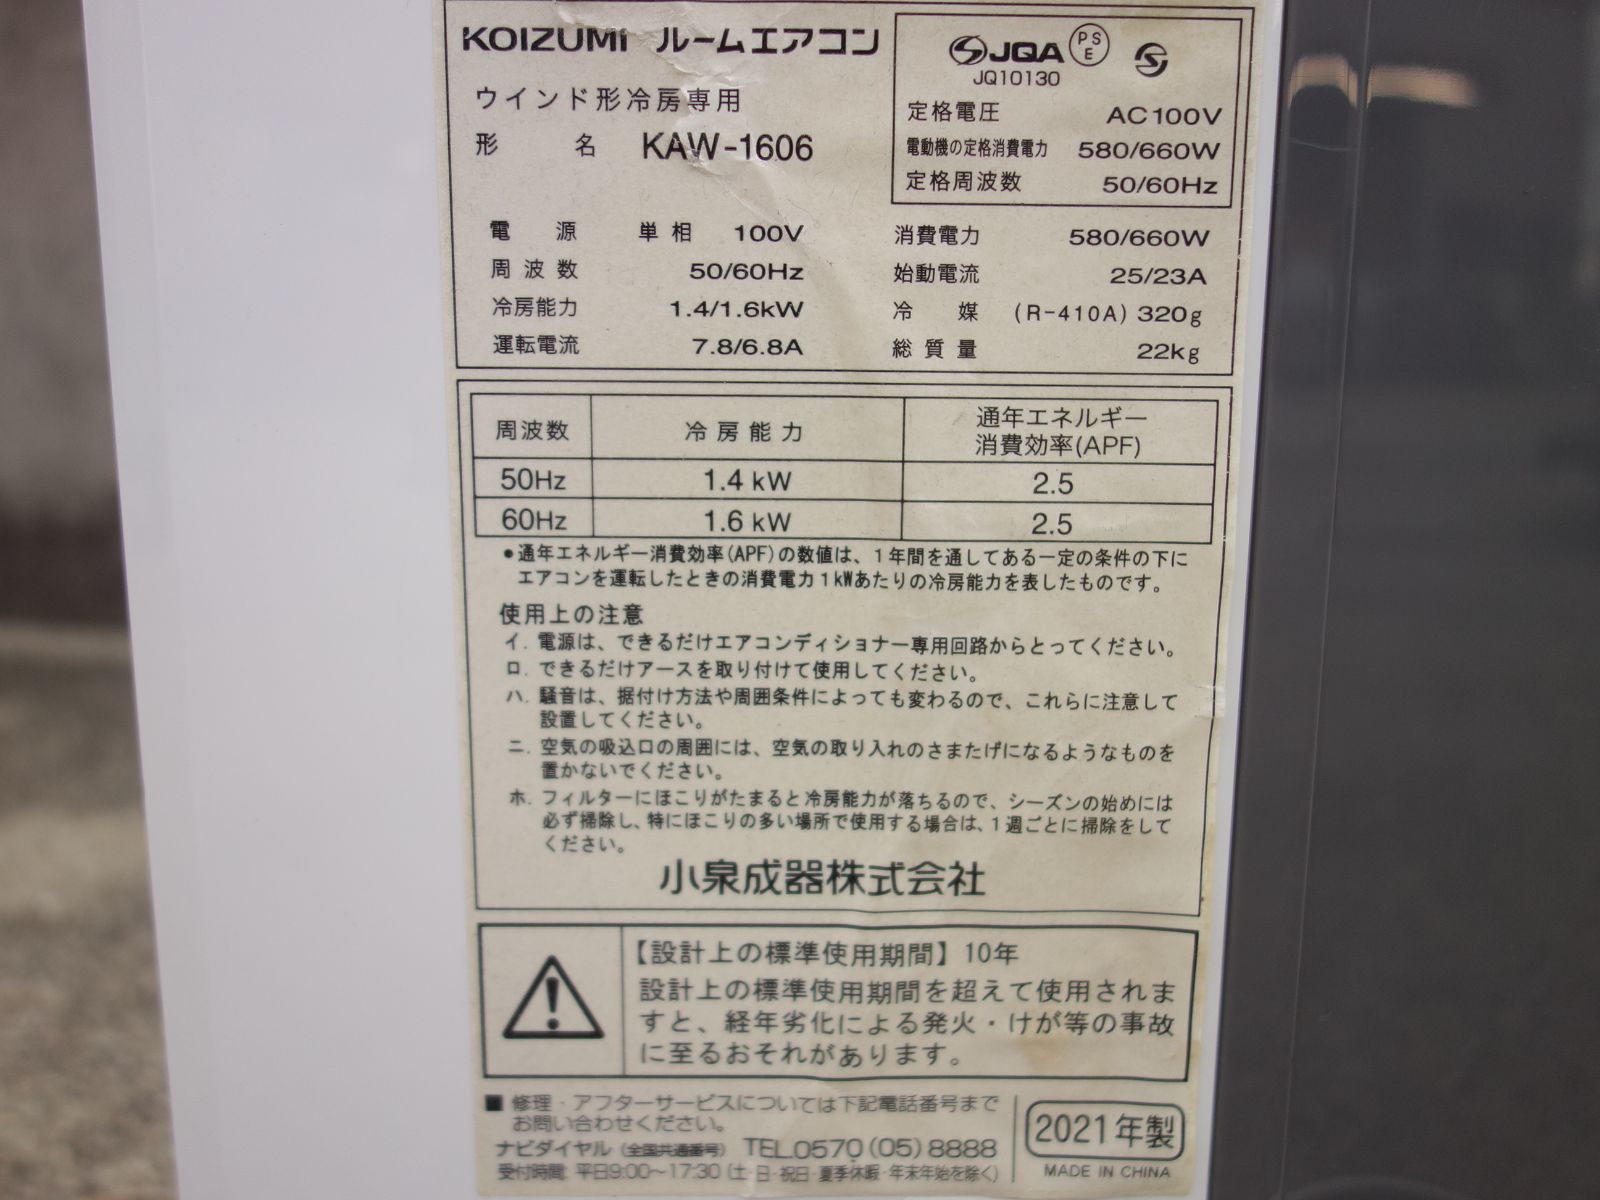 KOIZUMI ルームエアコン
ウインド形冷房専用
形 名 KAW-1606
JQA PSE
JQ10130
定格電圧 AC100V
電動機の定格消費電力 580/660W
定格周波数 50/60Hz
電源 単相 100V
周波数 50/60Hz
冷房能力 1.4/1.6kW
運転電流 7.8/6.8A
消費電力 580/660W
始動電流 25/23A
冷媒 (R-410A) 320g
総質量 22kg
周波数 冷房能力 通年エネルギー
消費効率(APF)
50Hz 1.4 kW 2.5
60Hz 1.6 kW 2.5
●通年エネルギー消費効率(APF)の数値は、1年間を通してある一定の条件の下に
エアコンを運転したときの消費電力1kWあたりの冷房能力を表したものです。
使用上の注意
イ. 電源は、できるだけエアコンディショナー専用回路からとってください。
ロ. できるだけアースを取り付けて使用してください。
ハ. 騒音は、据付け方法や周囲条件によっても変わるので、これらに注意して
設置してください。
ニ. 空気の吸込口の周囲には、空気の取り入れのさまたげになるようなものを
置かないでください。
ホ. フィルターにほこりがたまると冷房能力が落ちるので、シーズンの始めには
必ず掃除し、特にほこりの多い場所で使用する場合は、1週ごとに掃除をして
ください。
小泉成器株式会社
【設計上の標準使用期間】10年
設計上の標準使用期間を超えて使用されま
すと、経年劣化による発火・けが等の事故
に至るおそれがあります。
■ 修理・アフターサービスについては下記電話番号まで
お問い合わせください。
ナビダイヤル(全国共通番号) TEL.0570(05)8888
受付時間:平日9:00〜17:30(土・日・祝日・夏季休暇・年末年始を除く)
2021年製
MADE IN CHINA